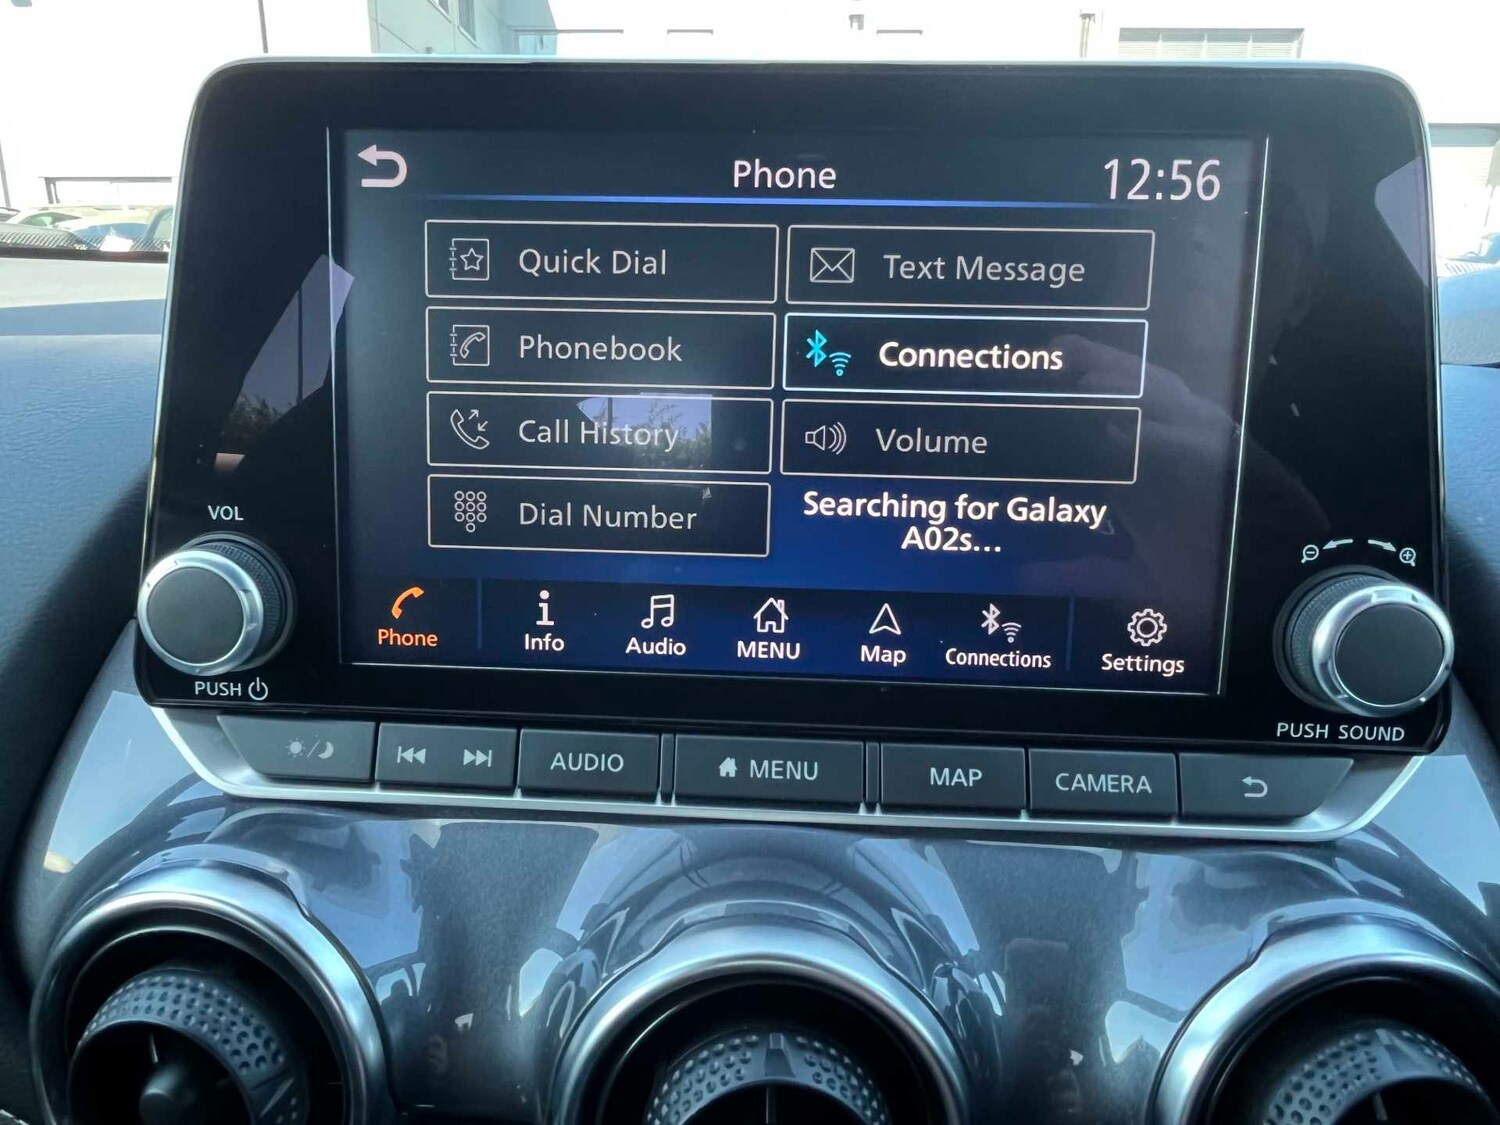 Phone
12:56
Quick Dial
Text Message
Phonebook
Connections
Call History
Volume
Dial Number
Searching for Galaxy
A02s...
Phone
Info
Audio
MENU
Map
Connections
Settings
VOL
PUSH
PUSH SOUND
AUDIO
MENU
MAP
CAMERA